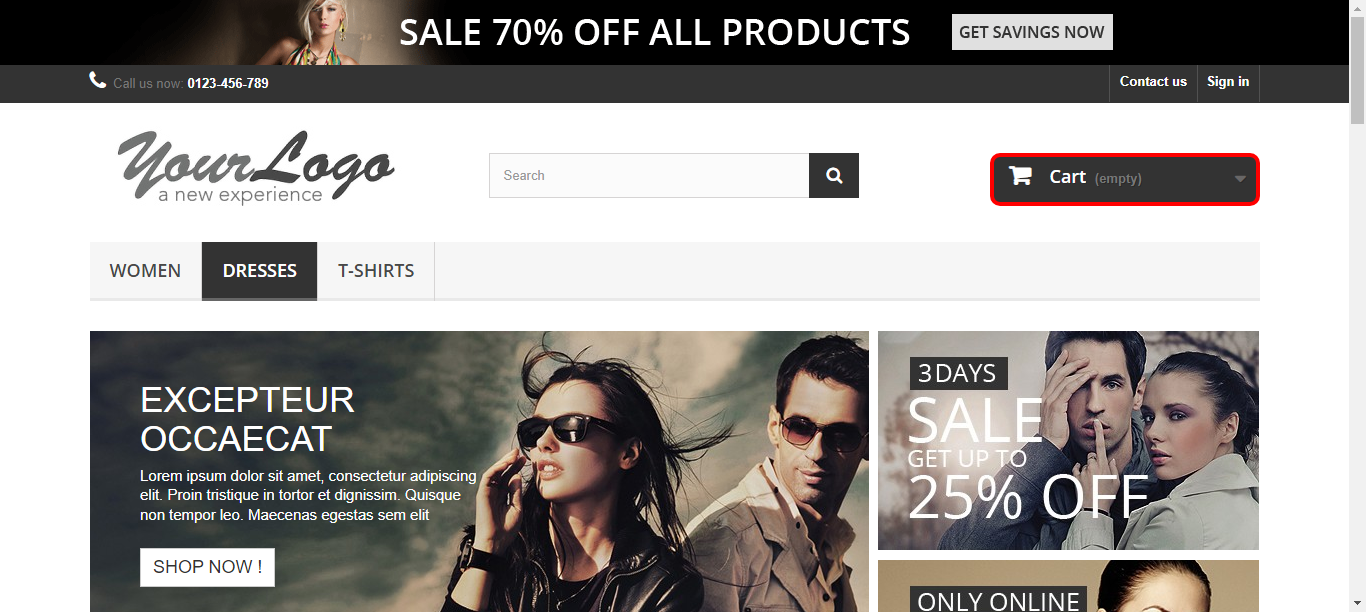 SALE 70% OFF ALL PRODUCTS GET SAVINGS NOW
Call us now: 0123-456-789 Contact us Sign in
YourLogo
a new experience
Search
Cart (empty)
WOMEN DRESSES T-SHIRTS
EXCEPTEUR
OCCAECAT
Lorem ipsum dolor sit amet, consectetur adipiscing
elit. Proin tristique in tortor et dignissim. Quisque
non tempor leo. Maecenas egestas sem elit
SHOP NOW !
3 DAYS
SALE
GET UP TO
25% OFF
ONLY ONLINE